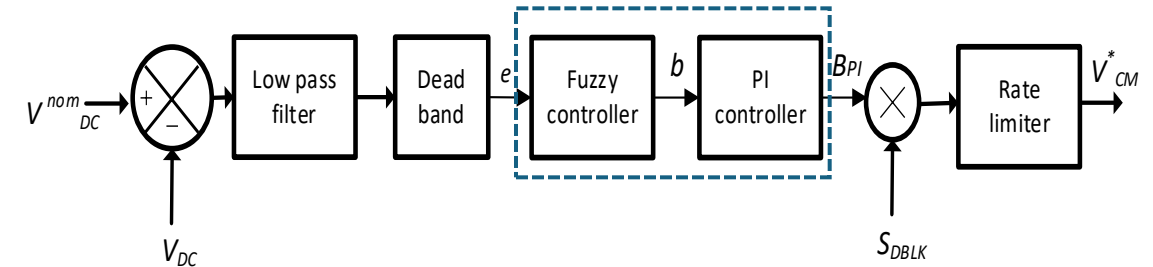 V^nom_DC
+
−
V_DC
Low pass
filter
Dead
band
e
Fuzzy
controller
b
PI
controller
B_PI
S_DBLK
Rate
limiter
V^*_CM